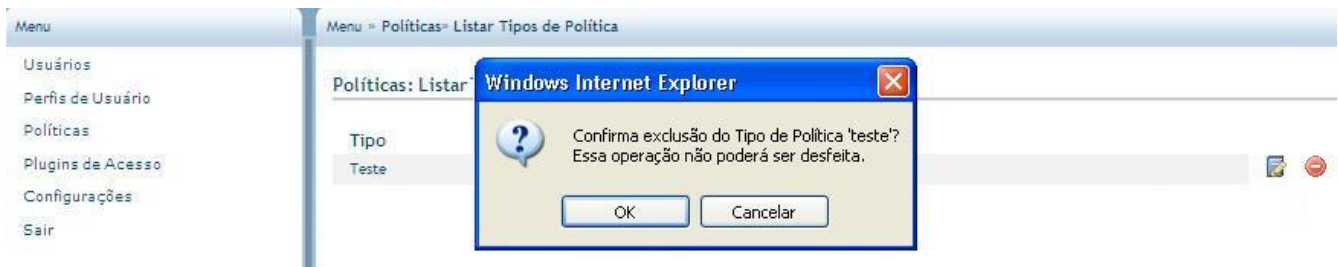 Menu
Menu » Políticas» Listar Tipos de Política
Usuários
Perfis de Usuário
Políticas
Plugins de Acesso
Configurações
Sair
Políticas: Listar
Tipo
Teste
Windows Internet Explorer
Confirma exclusão do Tipo de Política 'teste'?
Essa operação não poderá ser desfeita.
OK
Cancelar